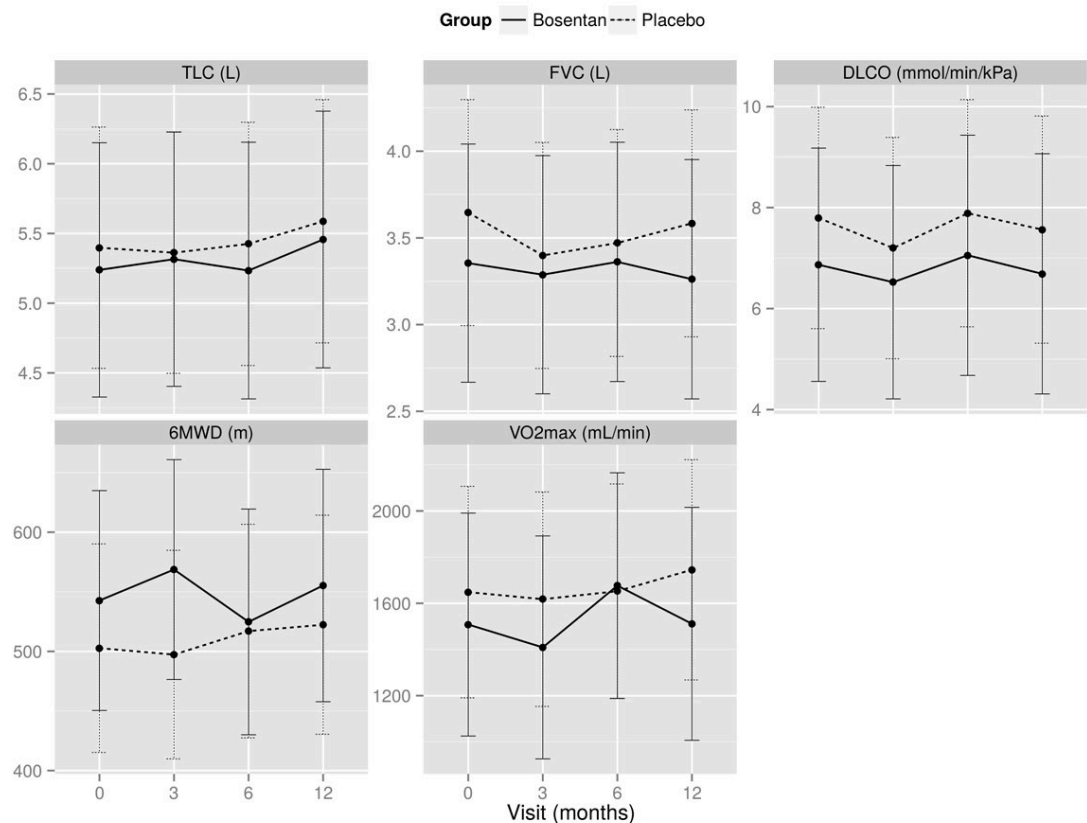 Group Bosentan Placebo
TLC (L)
6.5
6.0
5.5
5.0
4.5
FVC (L)
4.0
3.5
3.0
2.5
DLCO (mmol/min/kPa)
10
8
6
4
6MWD (m)
600
500
400
0 3 6 12
VO2max (mL/min)
2000
1600
1200
0 3 6 12
Visit (months)